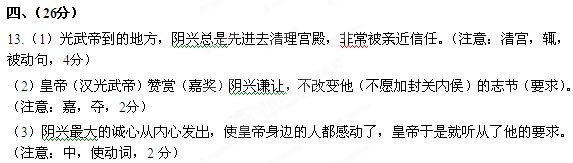 四、（26分）
13.（1）光武帝到的地方，阴兴总是先进去清理宫殿，非常被亲近信任。（注意：清宫，辄，
被动句，4分）
（2）皇帝（汉光武帝）赞赏（嘉奖）阴兴谦让，不改变他（不愿加封关内侯）的志节（要求）。
（注意：嘉，夺，2分）
（3）阴兴最大的诚心从内心发出，使皇帝身边的人都感动了，皇帝于是就听从了他的要求。
（注意：中，使动词，2 分）